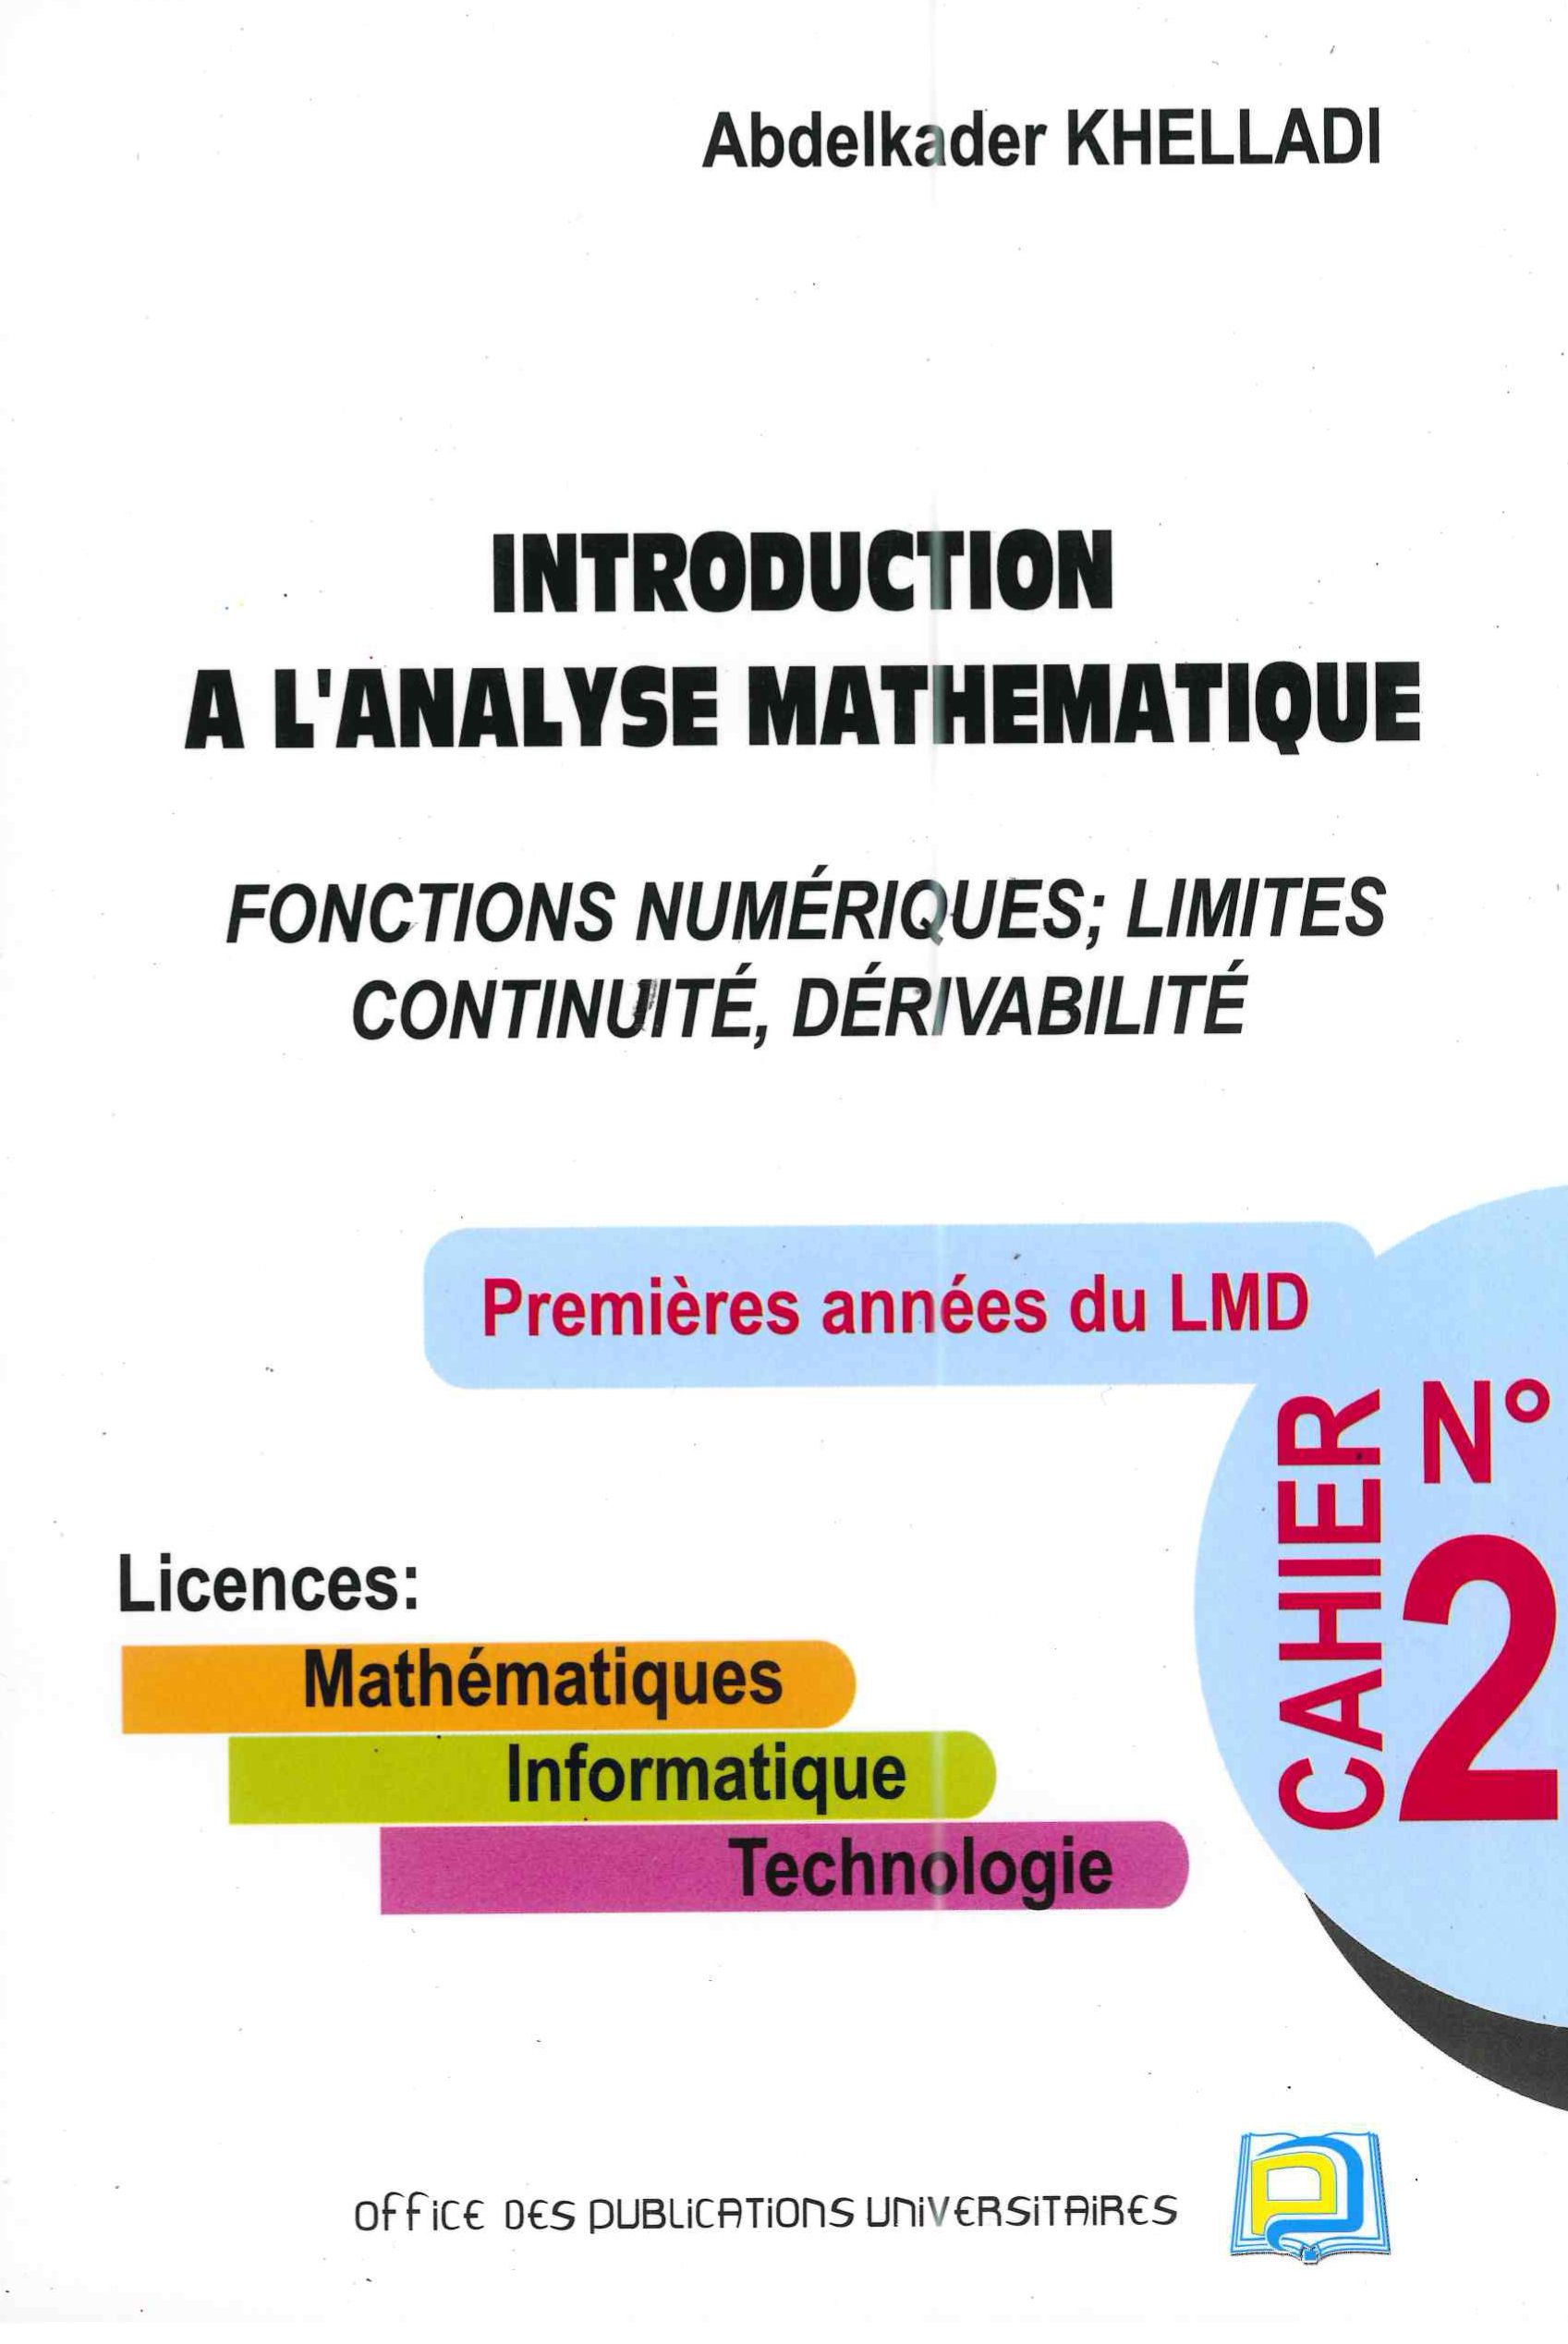 Abdelkader KHELLADI
INTRODUCTION
A L'ANALYSE MATHEMATIQUE
FONCTIONS NUMÉRIQUES; LIMITES
CONTINUITÉ, DÉRIVABILITÉ
Premières années du LMD
CAHIER
N°
2
Licences:
Mathématiques
Informatique
Technologie
OFFICE DES PUBLICATIONS UNIVERSITAIRES